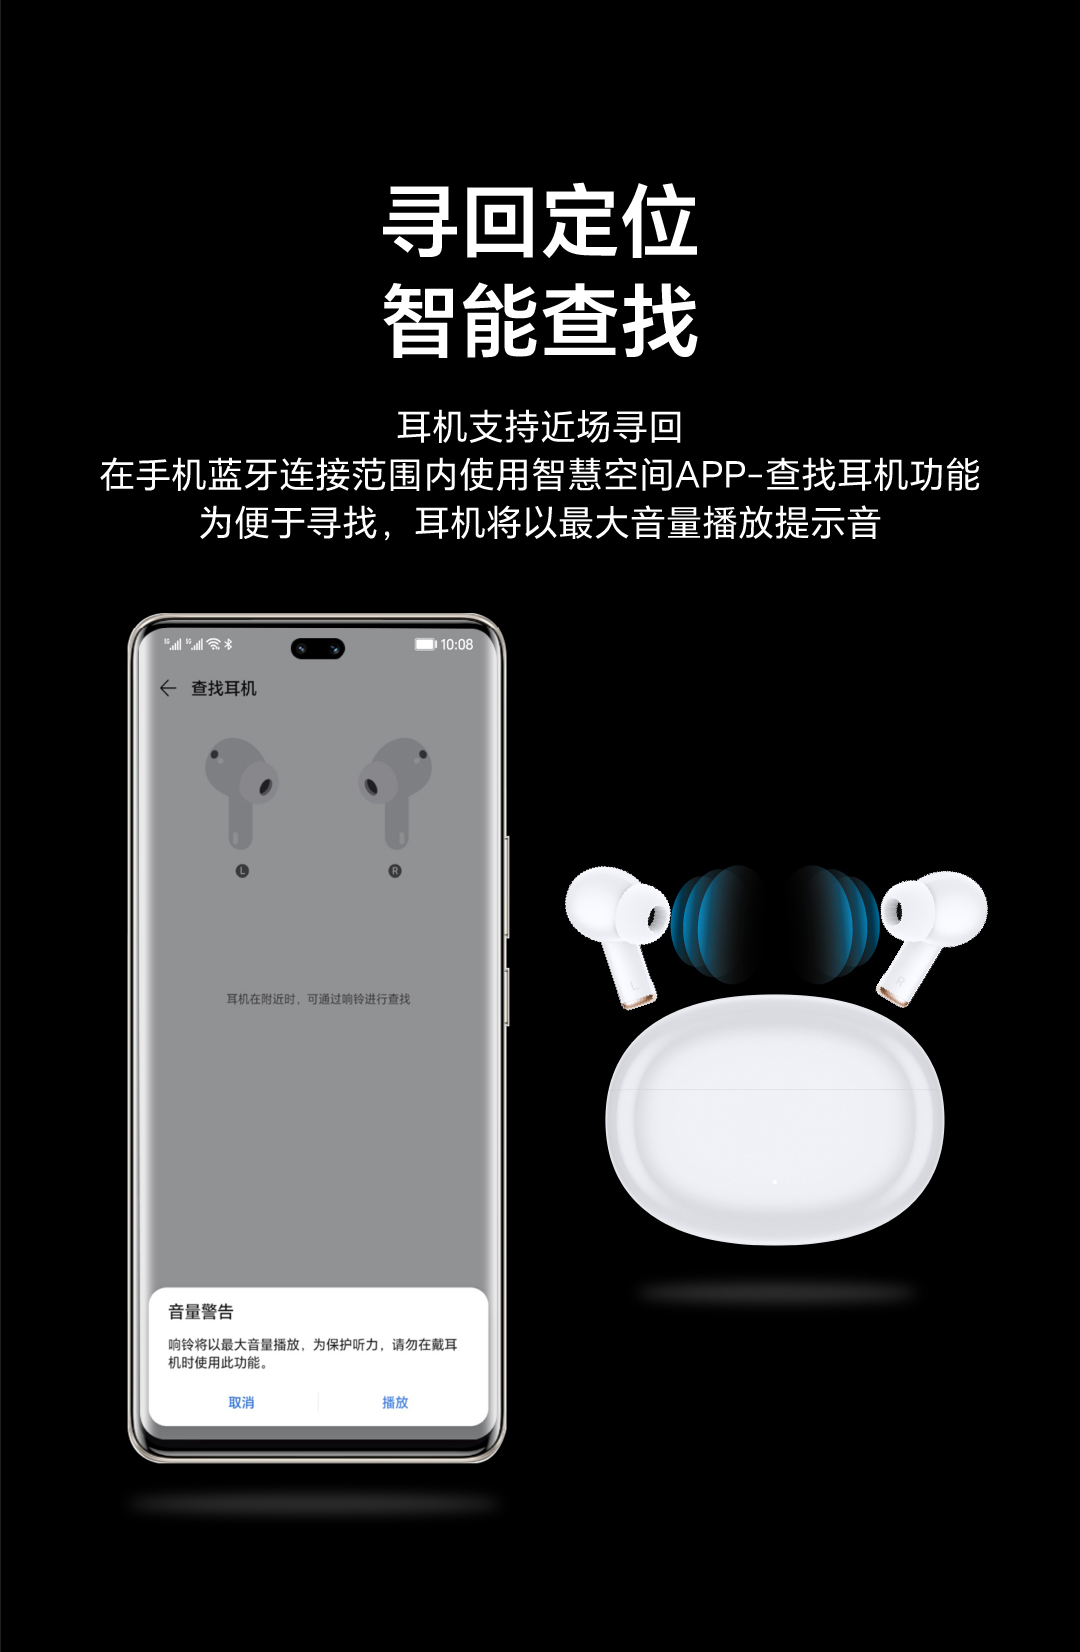 寻回定位
智能查找
耳机支持近场寻回
在手机蓝牙连接范围内使用智慧空间APP-查找耳机功能
为便于寻找，耳机将以最大音量播放提示音
5G 5G 10:08
查找耳机
L R
耳机在附近时，可通过响铃进行查找
L R
音量警告
响铃将以最大音量播放，为保护听力，请勿在戴耳
机时使用此功能。
取消 播放